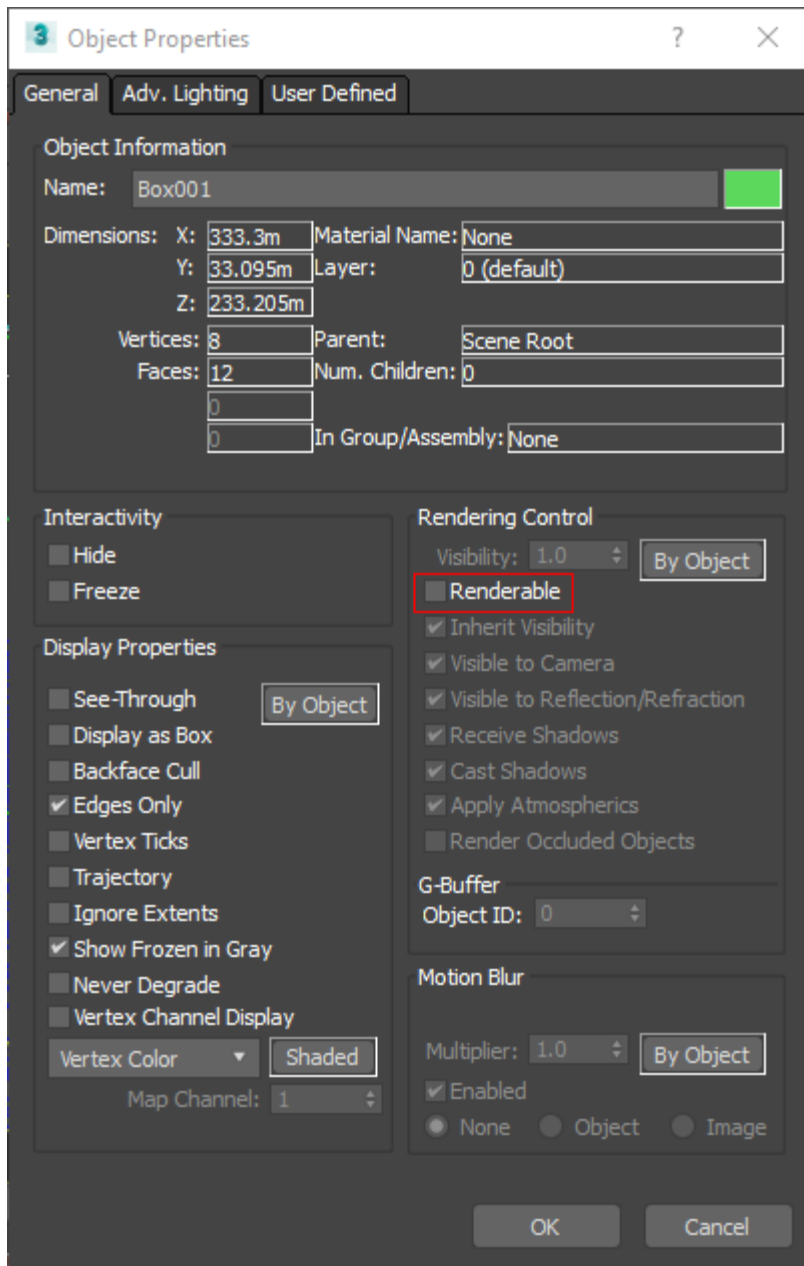 3 Object Properties ?
General Adv. Lighting User Defined
Object Information
Name: Box001
Dimensions: X: 333.3m Material Name: None
Y: 33.095m Layer: 0 (default)
Z: 233.205m
Vertices: 8 Parent: Scene Root
Faces: 12 Num. Children: 0
0
0 In Group/Assembly: None
Interactivity
Hide
Freeze
Display Properties
See-Through By Object
Display as Box
Backface Cull
Edges Only
Vertex Ticks
Trajectory
Ignore Extents
Show Frozen in Gray
Never Degrade
Vertex Channel Display
Vertex Color Shaded
Map Channel: 1
Rendering Control
Visibility: 1.0 By Object
Renderable
Inherit Visibility
Visible to Camera
Visible to Reflection/Refraction
Receive Shadows
Cast Shadows
Apply Atmospherics
Render Occluded Objects
G-Buffer
Object ID: 0
Motion Blur
Multiplier: 1.0 By Object
Enabled
None Object Image
OK Cancel